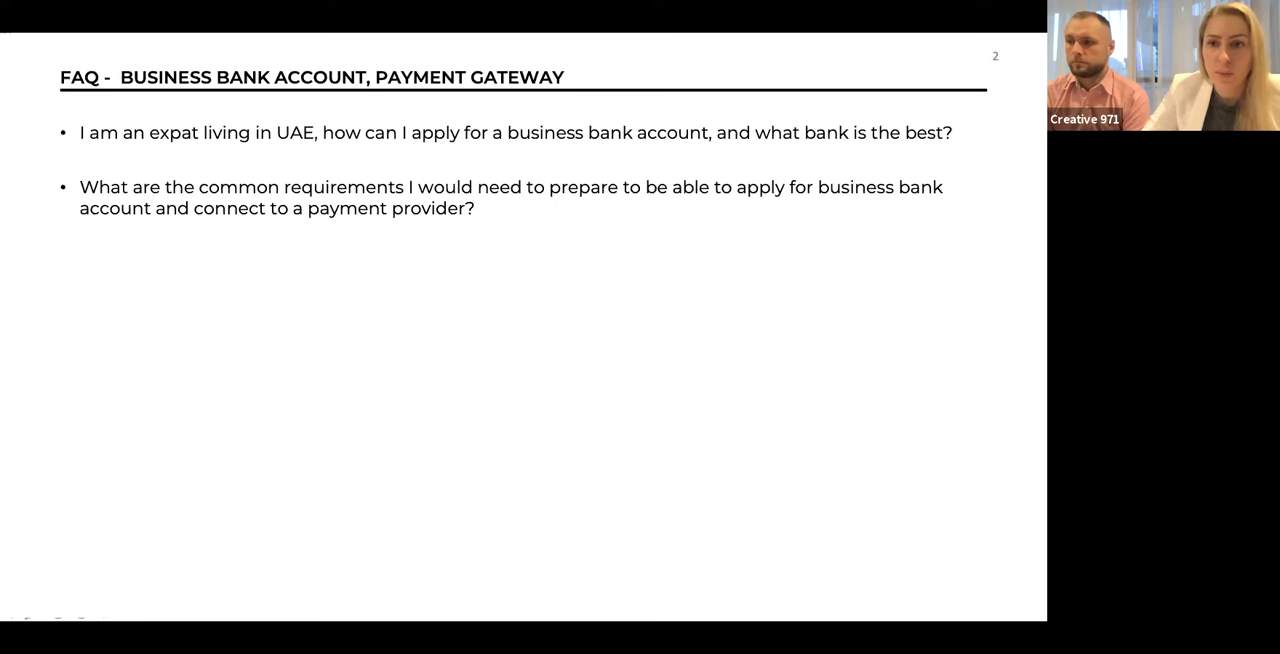 2
FAQ - BUSINESS BANK ACCOUNT, PAYMENT GATEWAY
• I am an expat living in UAE, how can I apply for a business bank account, and what bank is the best?
• What are the common requirements I would need to prepare to be able to apply for business bank
account and connect to a payment provider?
Creative 971